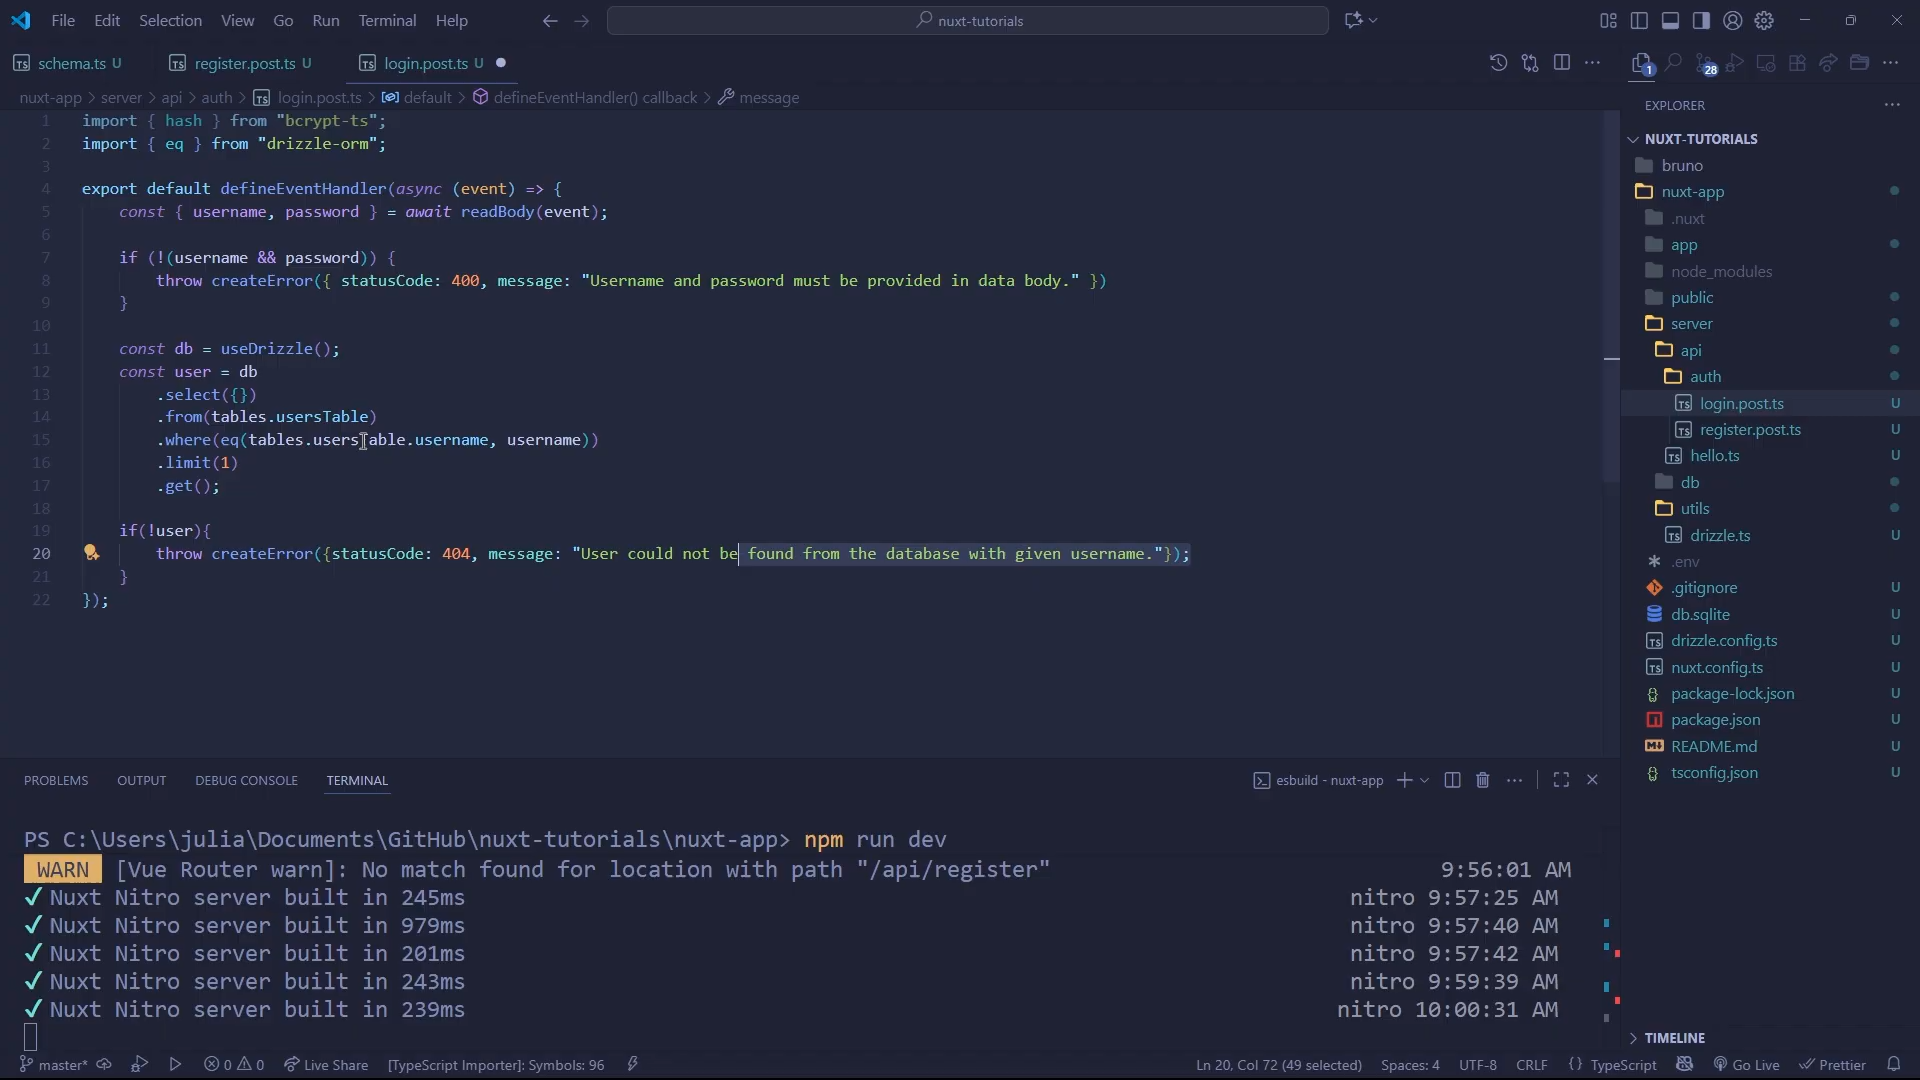 File Edit Selection View Go Run Terminal Help
nuxt-tutorials
schema.ts U
register.post.ts U
login.post.ts U
nuxt-app > server > api > auth > login.post.ts > default > defineEventHandler() callback > message
1 import { hash } from "bcrypt-ts";
2 import { eq } from "drizzle-orm";
3
4 export default defineEventHandler(async (event) => {
5 const { username, password } = await readBody(event);
6
7 if (!(username && password)) {
8 throw createError({ statusCode: 400, message: "Username and password must be provided in data body." })
9 }
10
11 const db = useDrizzle();
12 const user = db
13 .select({})
14 .from(tables.usersTable)
15 .where(eq(tables.usersTable.username, username))
16 .limit(1)
17 .get();
18
19 if(!user){
20 throw createError({statusCode: 404, message: "User could not be found from the database with given username."});
21 }
22 });
1
28
EXPLORER
NUXT-TUTORIALS
bruno
nuxt-app
.nuxt
app
node_modules
public
server
api
auth
login.post.ts U
register.post.ts U
hello.ts U
db
utils
drizzle.ts U
.env
.gitignore U
db.sqlite U
drizzle.config.ts U
nuxt.config.ts U
package-lock.json U
package.json U
README.md U
tsconfig.json U
TIMELINE
PROBLEMS OUTPUT DEBUG CONSOLE TERMINAL
esbuild - nuxt-app
PS C:\Users\julia\Documents\GitHub\nuxt-tutorials\nuxt-app> npm run dev
WARN [Vue Router warn]: No match found for location with path "/api/register" 9:56:01 AM
✓ Nuxt Nitro server built in 245ms nitro 9:57:25 AM
✓ Nuxt Nitro server built in 979ms nitro 9:57:40 AM
✓ Nuxt Nitro server built in 201ms nitro 9:57:42 AM
✓ Nuxt Nitro server built in 243ms nitro 9:59:39 AM
✓ Nuxt Nitro server built in 239ms nitro 10:00:31 AM
master* 0 0 Live Share [TypeScript Importer]: Symbols: 96 Ln 20, Col 72 (49 selected) Spaces: 4 UTF-8 CRLF {} TypeScript Go Live Prettier